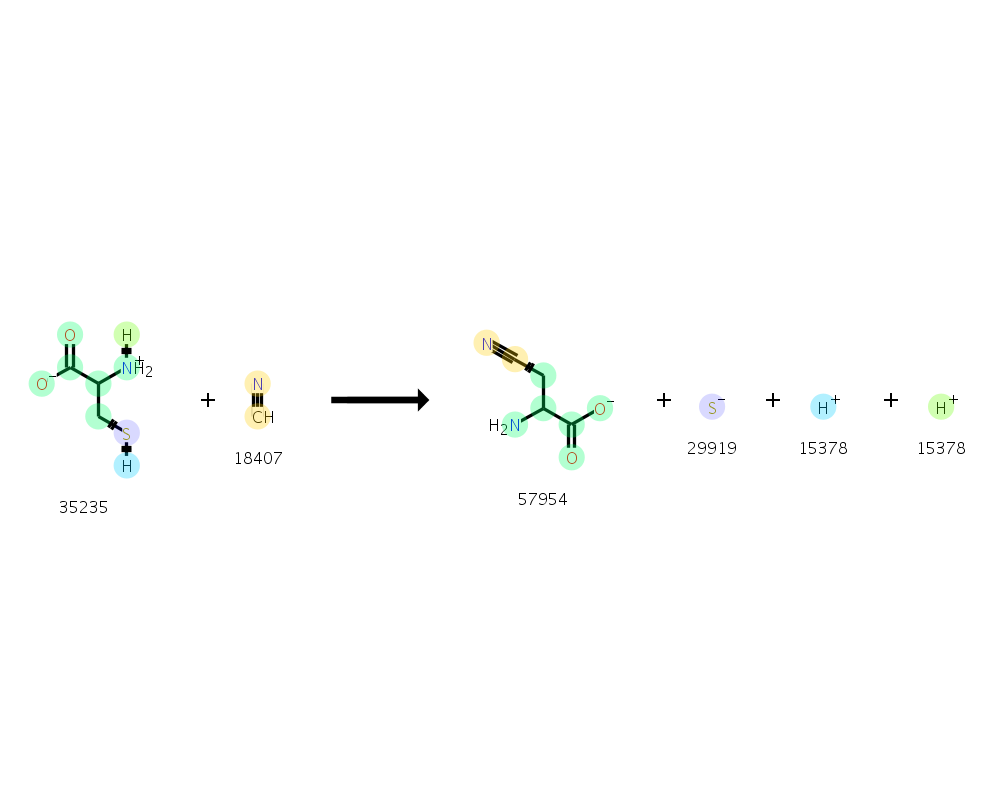 O H
O⁻ NH₂⁺
S
H
35235
+
N
CH
18407
N
H₂N O⁻
O
57954
+
S⁻
29919
+
H⁺
15378
+
H⁺
15378